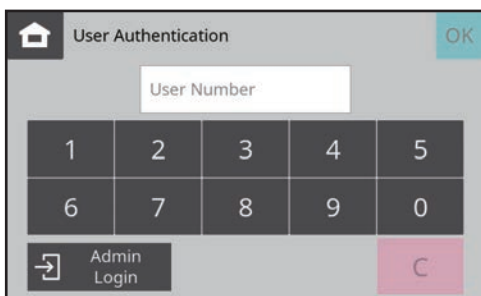 User Authentication
OK
User Number
1 2 3 4 5
6 7 8 9 0
Admin
Login
C